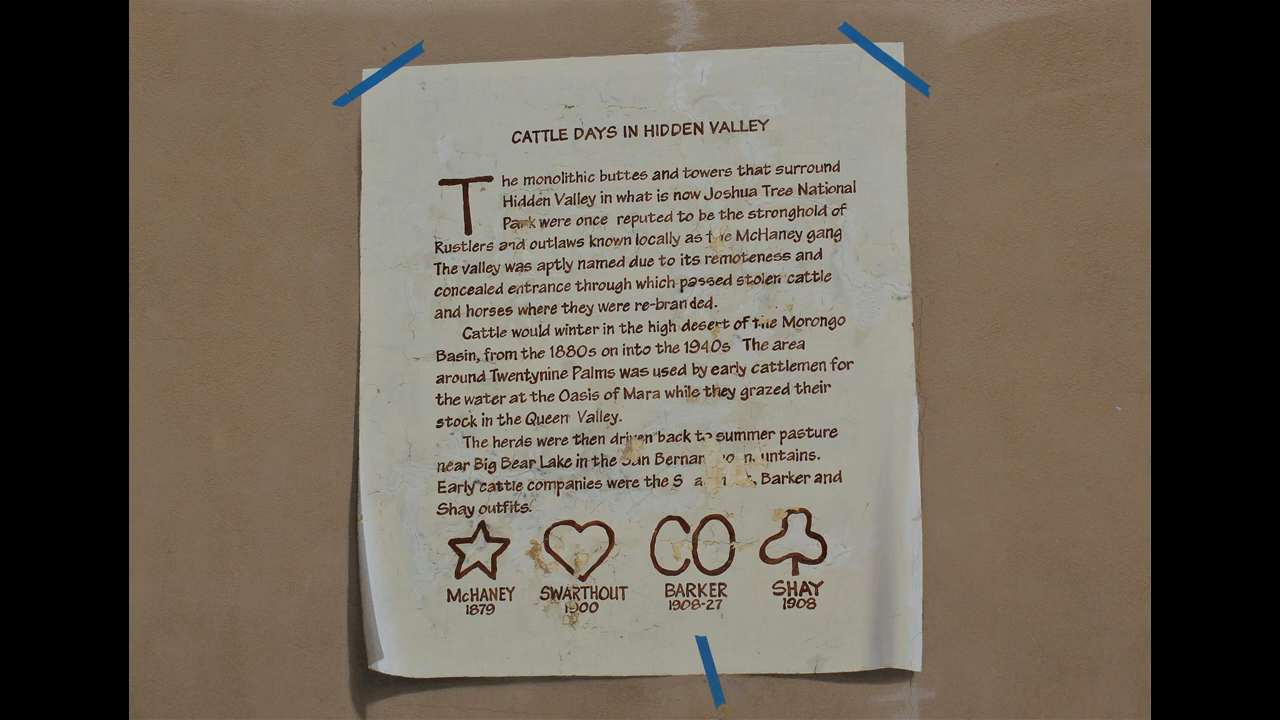 CATTLE DAYS IN HIDDEN VALLEY
The monolithic buttes and towers that surround
Hidden Valley in what is now Joshua Tree National
Park were once reputed to be the stronghold of
Rustlers and outlaws known locally as the McHaney gang
The valley was aptly named due to its remoteness and
concealed entrance through which passed stolen cattle
and horses where they were re-branded.
Cattle would winter in the high desert of the Morongo
Basin, from the 1880s on into the 1940s The area
around Twentynine Palms was used by early cattlemen for
the water at the Oasis of Mara while they grazed their
stock in the Queen Valley.
The herds were then driven back to summer pasture
near Big Bear Lake in the San
Early cattle companies were the Barker and
Shay outfits.
CO
McHANEY SWARTHOUT BARKER SHAY
1879 1900 1908-27 1908